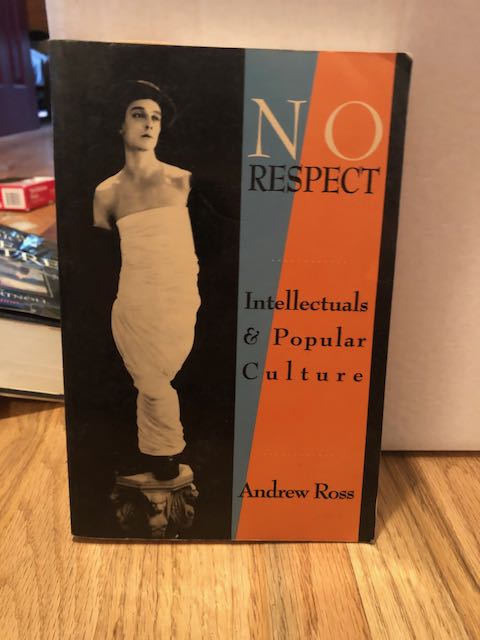 NO
RESPECT
Intellectuals
& Popular
Culture
Andrew Ross